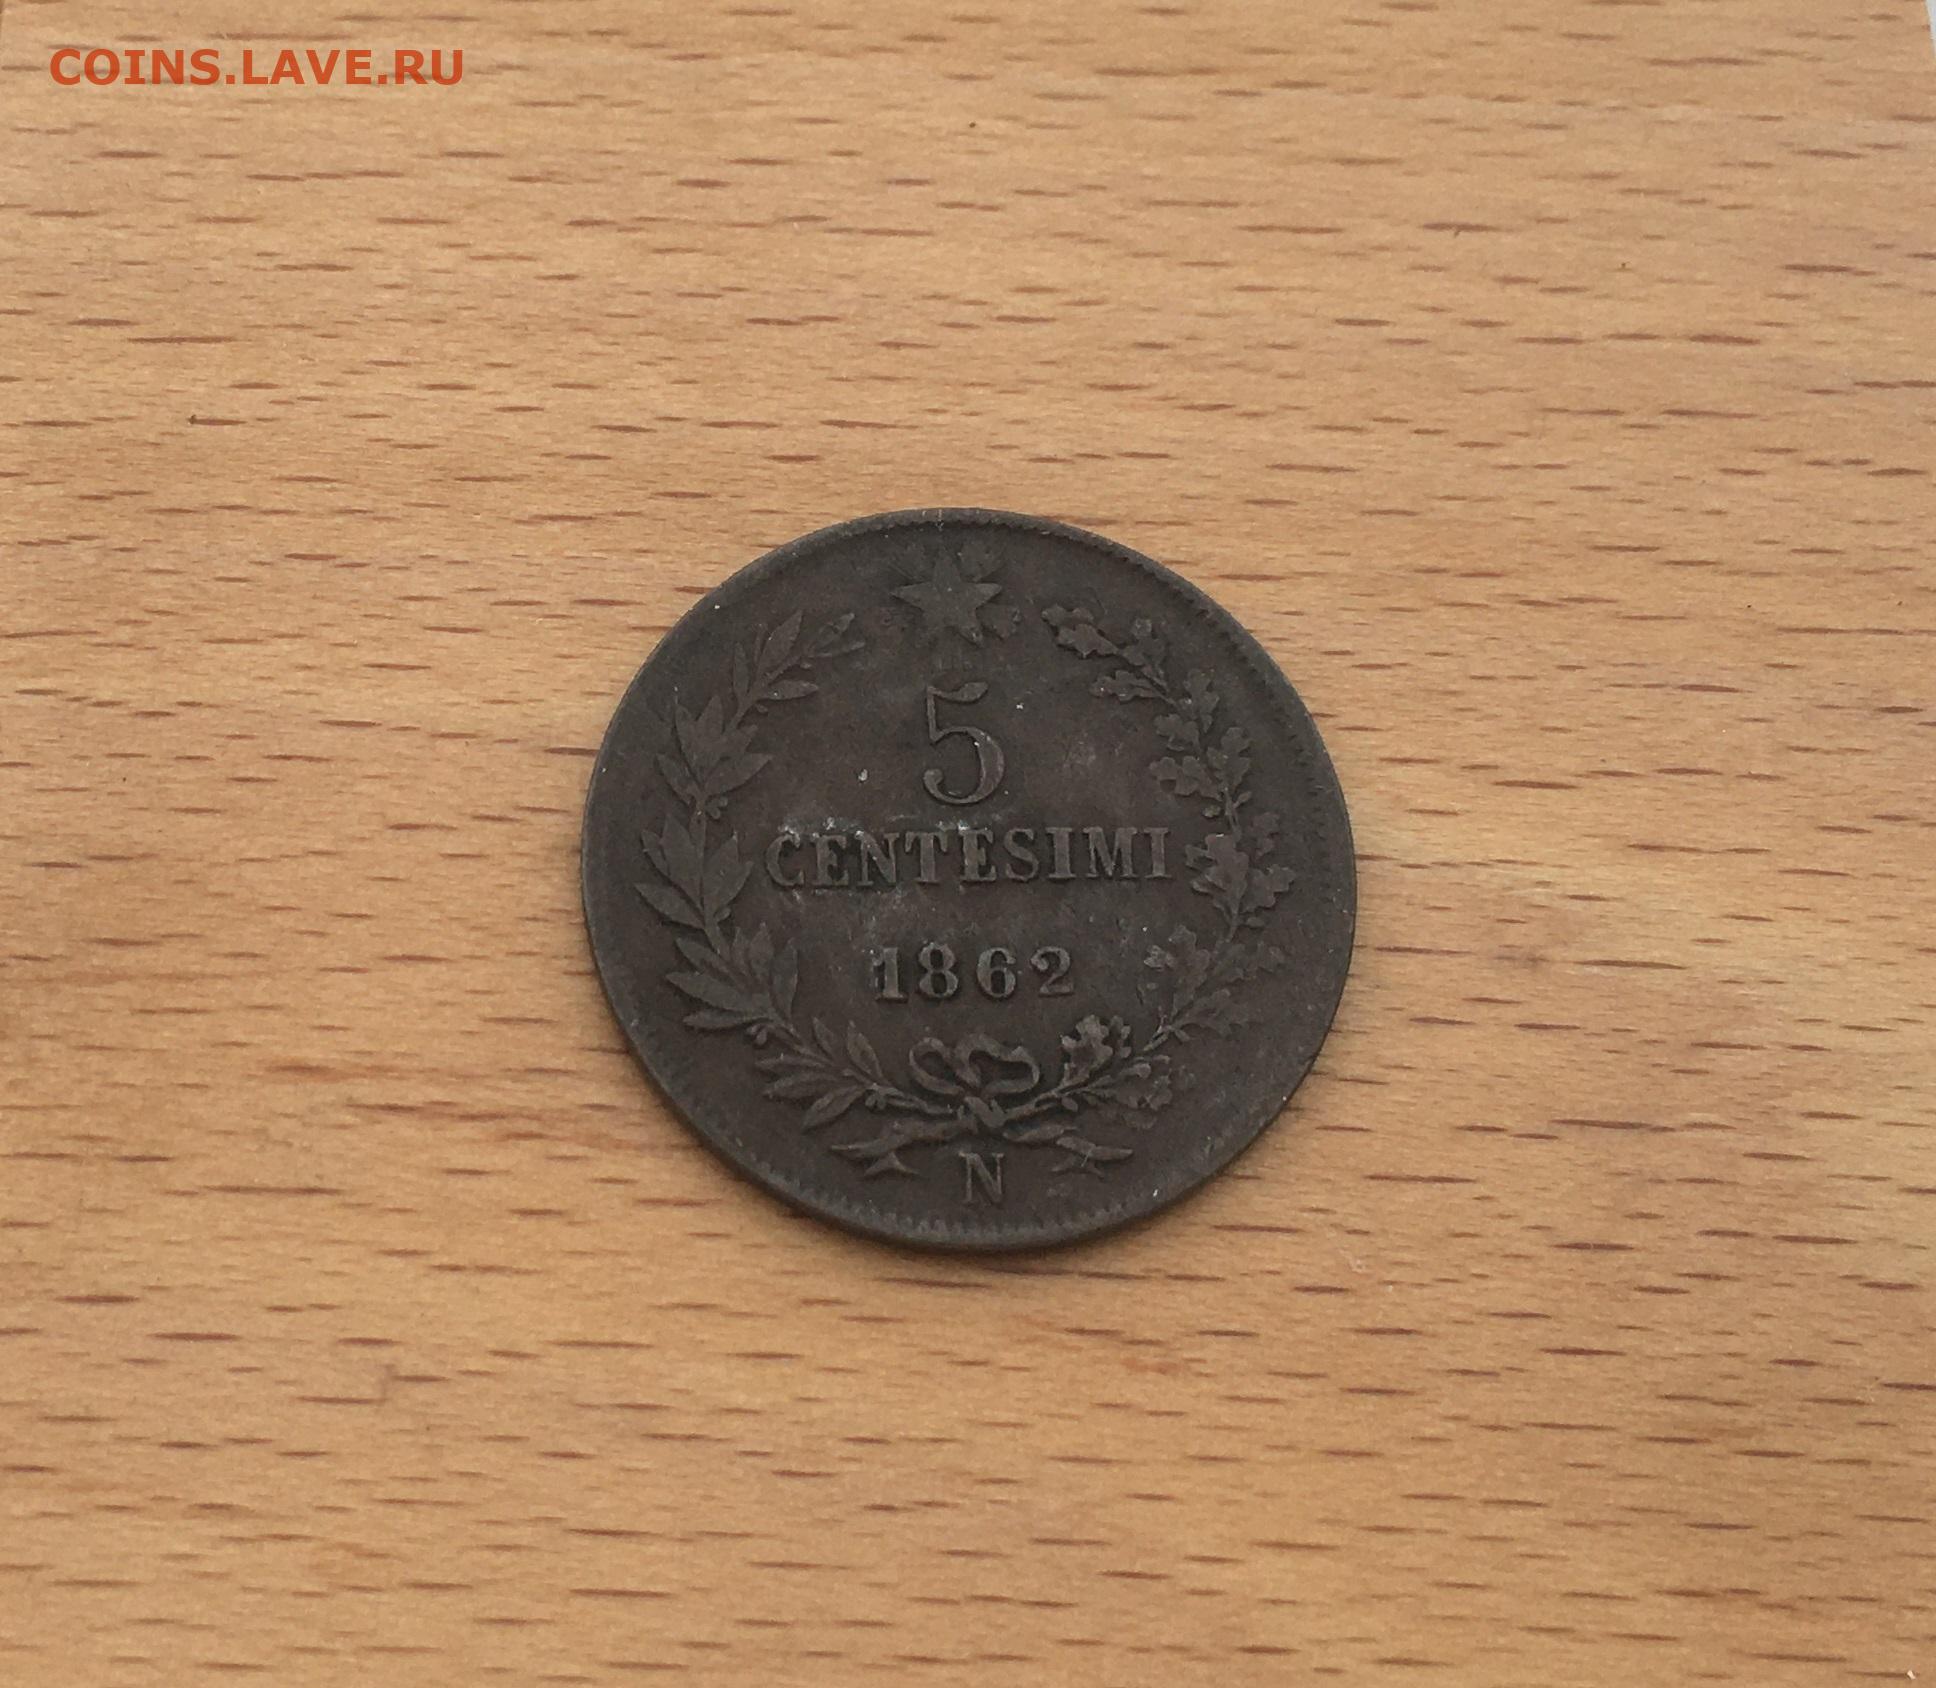 COINS.LAVE.RU
5
CENTESIMI
1862
N